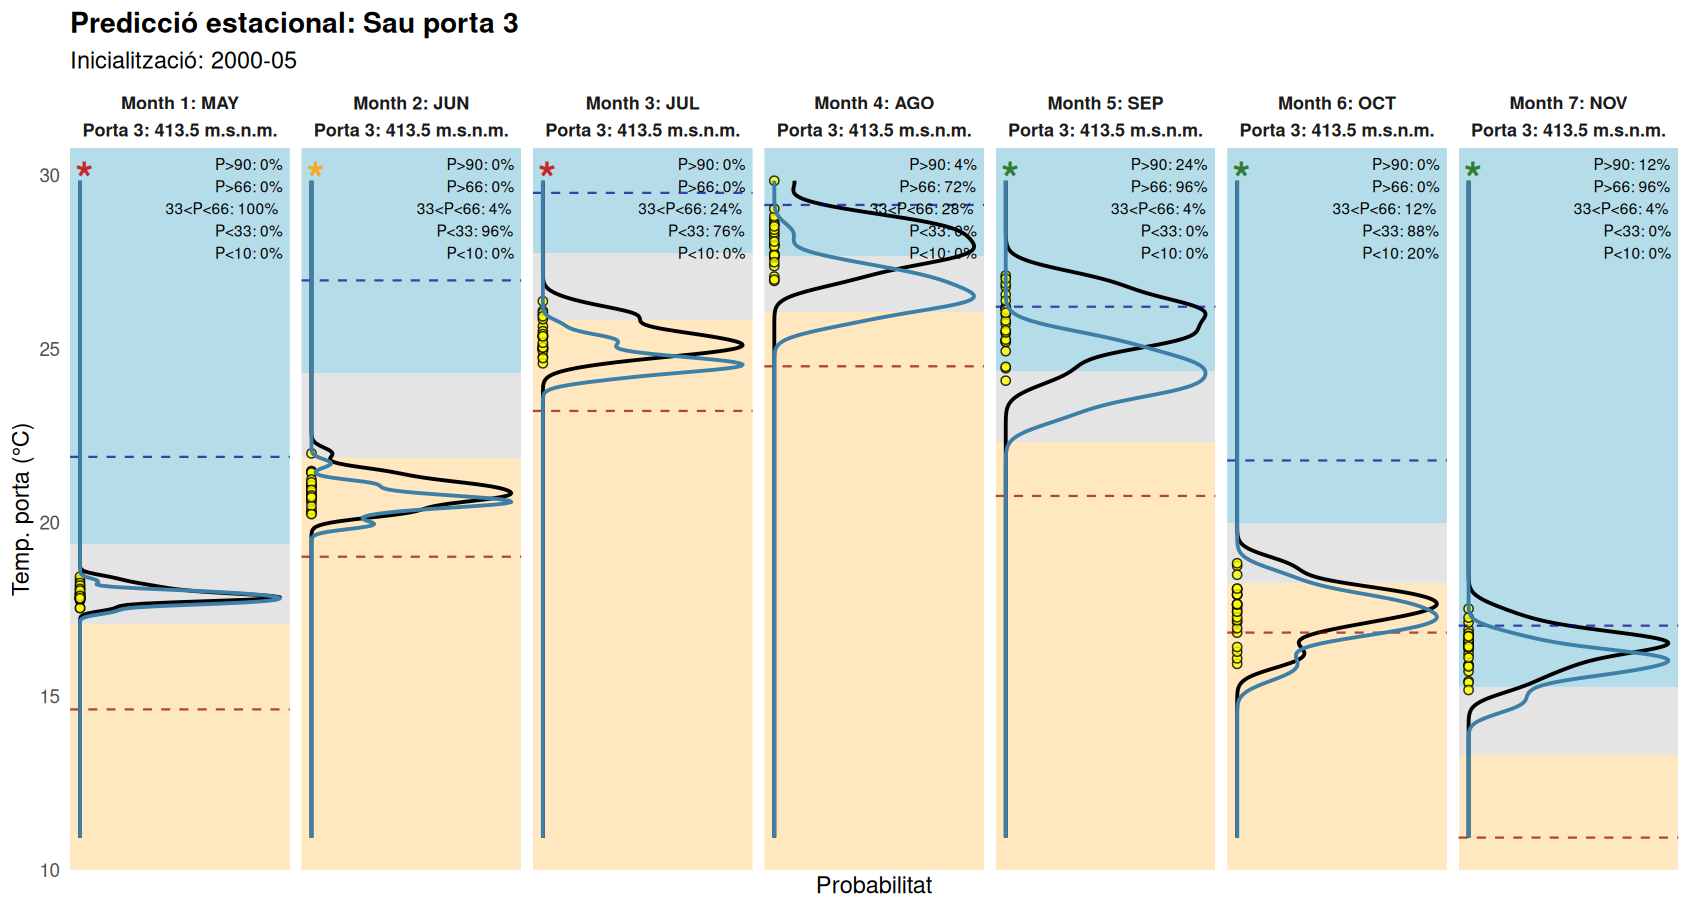 Predicció estacional: Sau porta 3
Inicialització: 2000-05
Month 1: MAY
Porta 3: 413.5 m.s.n.m.
Month 2: JUN
Porta 3: 413.5 m.s.n.m.
Month 3: JUL
Porta 3: 413.5 m.s.n.m.
Month 4: AGO
Porta 3: 413.5 m.s.n.m.
Month 5: SEP
Porta 3: 413.5 m.s.n.m.
Month 6: OCT
Porta 3: 413.5 m.s.n.m.
Month 7: NOV
Porta 3: 413.5 m.s.n.m.
*
P>90: 0%
P>66: 0%
33<P<66: 100%
P<33: 0%
P<10: 0%
*
P>90: 0%
P>66: 0%
33<P<66: 4%
P<33: 96%
P<10: 0%
*
P>90: 0%
P>66: 0%
33<P<66: 24%
P<33: 76%
P<10: 0%
P>90: 4%
P>66: 72%
33<P<66: 28%
P<33: 0%
P<10: 0%
*
P>90: 24%
P>66: 96%
33<P<66: 4%
P<33: 0%
P<10: 0%
*
P>90: 0%
P>66: 0%
33<P<66: 12%
P<33: 88%
P<10: 20%
*
P>90: 12%
P>66: 96%
33<P<66: 4%
P<33: 0%
P<10: 0%
30
25
20
15
10
Temp. porta (°C)
Probabilitat